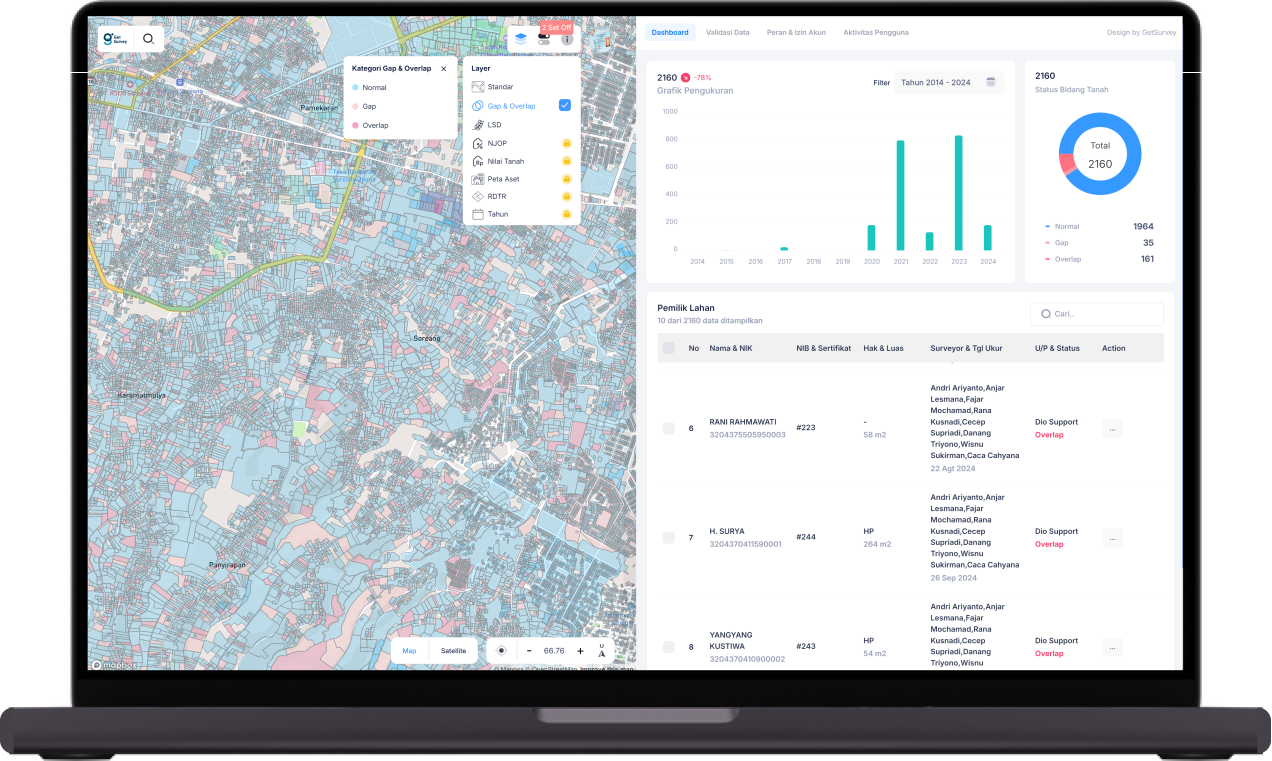 Get
Survey
2 Set Off
Kategori Gap & Overlap
Normal
Gap
Overlap
Layer
Standar
Gap & Overlap
LSD
NJOP
Nilai Tanah
Peta Aset
RDTR
Tahun
Pamekaran
Soreang
Karamatmulya
Panyirapan
mapbox
Map
Satellite
- 66.76 +
U
© Mapbox © OpenStreetMap Improve this map
Dashboard
Validasi Data
Peran & Izin Akun
Aktivitas Pengguna
Design by GetSurvey
2160 -78%
Grafik Pengukuran
Filter
Tahun 2014 - 2024
1000
800
600
400
200
0
2014 2015 2016 2017 2018 2019 2020 2021 2022 2023 2024
2160
Status Bidang Tanah
Total
2160
Normal 1964
Gap 35
Overlap 161
Pemilik Lahan
10 dari 2160 data ditampilkan
Cari..
No Nama & NIK NIB & Sertifikat Hak & Luas Surveyor & Tgl Ukur U/P & Status Action
6
RANI RAHMAWATI
3204375505950003
#223
-
58 m2
Andri Ariyanto,Anjar
Lesmana,Fajar
Mochamad,Rana
Kusnadi,Cecep
Supriadi,Danang
Triyono,Wisnu
Sukirman,Caca Cahyana
22 Agt 2024
Dio Support
Overlap
...
7
H. SURYA
3204370411590001
#244
HP
264 m2
Andri Ariyanto,Anjar
Lesmana,Fajar
Mochamad,Rana
Kusnadi,Cecep
Supriadi,Danang
Triyono,Wisnu
Sukirman,Caca Cahyana
26 Sep 2024
Dio Support
Overlap
...
8
YANGYANG
KUSTIWA
3204370410900002
#243
HP
54 m2
Andri Ariyanto,Anjar
Lesmana,Fajar
Mochamad,Rana
Kusnadi,Cecep
Supriadi,Danang
Triyono,Wisnu
Dio Support
Overlap
...